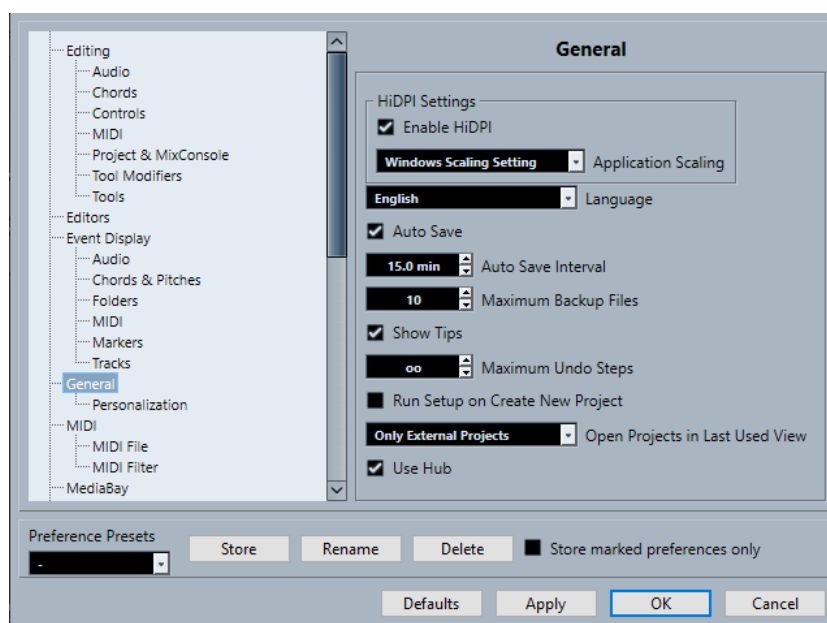 Editing
Audio
Chords
Controls
MIDI
Project & MixConsole
Tool Modifiers
Tools
Editors
Event Display
Audio
Chords & Pitches
Folders
MIDI
Markers
Tracks
General
Personalization
MIDI
MIDI File
MIDI Filter
MediaBay
General
HiDPI Settings
Enable HiDPI
Windows Scaling Setting Application Scaling
English Language
Auto Save
15.0 min Auto Save Interval
10 Maximum Backup Files
Show Tips
oo Maximum Undo Steps
Run Setup on Create New Project
Only External Projects Open Projects in Last Used View
Use Hub
Preference Presets
- Store Rename Delete Store marked preferences only
Defaults Apply OK Cancel